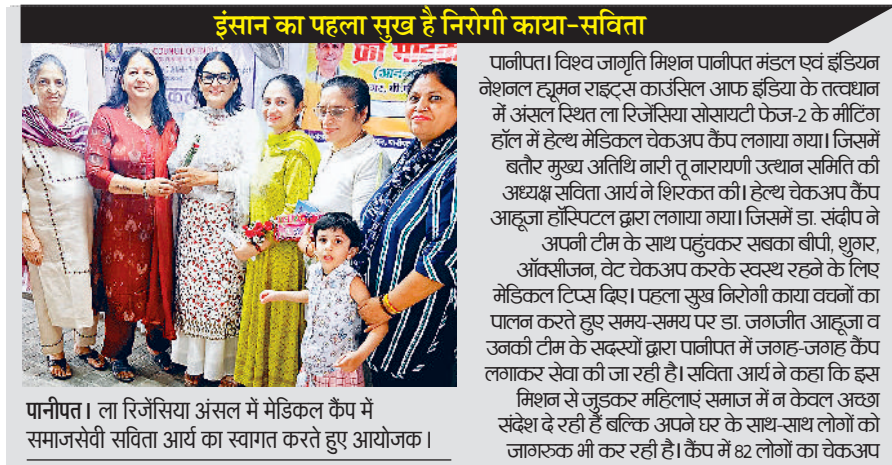 इंसान का पहला सुख है निरोगी काया-सविता
COUNCIL OF INDIA
फ्री मेडिकल
पानीपत। ला रिजेंसिया अंसल में मेडिकल कैंप में
समाजसेवी सविता आर्य का स्वागत करते हुए आयोजक।
पानीपत। विश्व जागृति मिशन पानीपत मंडल एवं इंडियन
नेशनल ह्यूमन राइट्स काउंसिल आफ इंडिया के तत्वधान
में अंसल स्थित ला रिजेंसिया सोसायटी फेज-2 के मीटिंग
हॉल में हेल्थ मेडिकल चेकअप कैंप लगाया गया। जिसमें
बतौर मुख्य अतिथि नारी तू नारायणी उत्थान समिति की
अध्यक्ष सविता आर्य ने शिरकत की। हेल्थ चेकअप कैंप
आहूजा हॉस्पिटल द्वारा लगाया गया। जिसमें डा. संदीप ने
अपनी टीम के साथ पहुंचकर सबका बीपी, शुगर,
ऑक्सीजन, वेट चेकअप करके स्वस्थ रहने के लिए
मेडिकल टिप्स दिए। पहला सुख निरोगी काया वचनों का
पालन करते हुए समय-समय पर डा. जगजीत आहूजा व
उनकी टीम के सदस्यों द्वारा पानीपत में जगह-जगह कैंप
लगाकर सेवा की जा रही है। सविता आर्य ने कहा कि इस
मिशन से जुड़कर महिलाएं समाज में न केवल अच्छा
संदेश दे रही हैं बल्कि अपने घर के साथ-साथ लोगों को
जागरुक भी कर रही है। कैंप में 82 लोगों का चेकअप